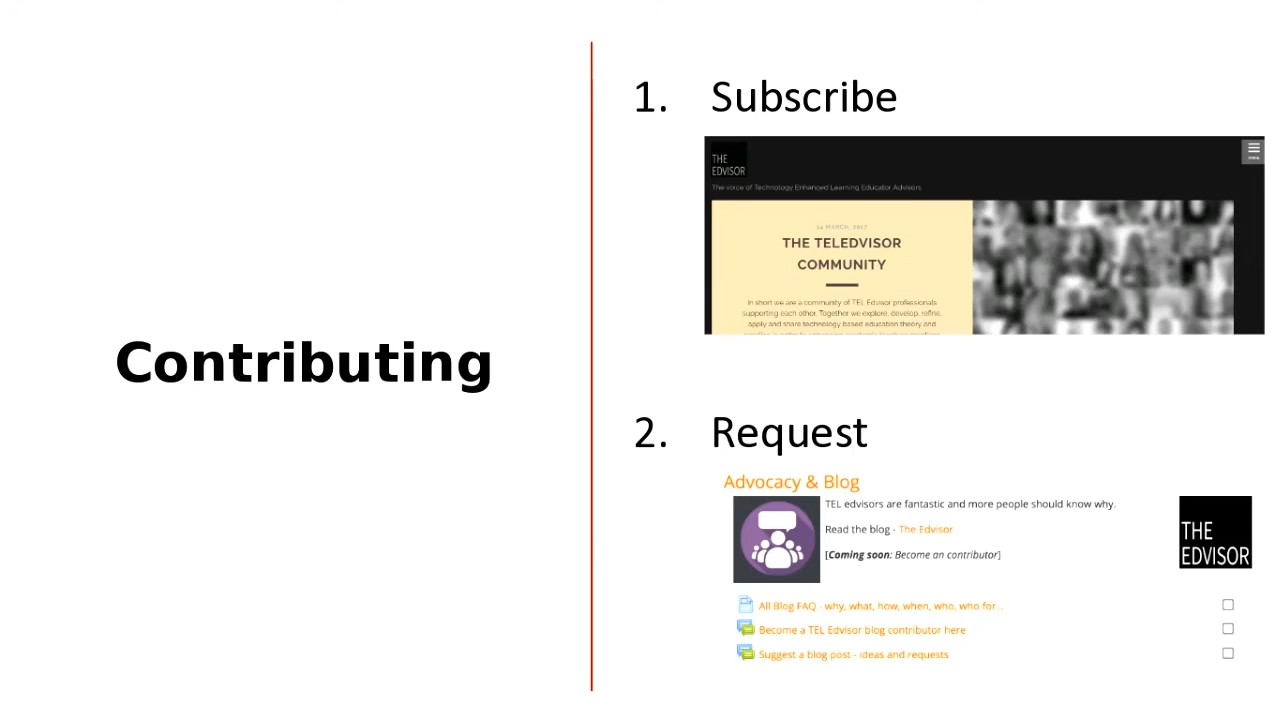 Contributing
1. Subscribe
THE
EDVISOR
menu
The voice of Technology Enhanced Learning Educator Advisors
14 MARCH, 2017
THE TELEDVISOR
COMMUNITY
In short we are a community of TEL Edvisor professionals
supporting each other. Together we explore, develop, refine,
apply and share technology based education theory and
2. Request
Advocacy & Blog
TEL edvisors are fantastic and more people should know why.
Read the blog - The Edvisor
[Coming soon: Become an contributor]
THE
EDVISOR
All Blog FAQ - why, what, how, when, who, who for...
Become a TEL Edvisor blog contributor here
Suggest a blog post - ideas and requests